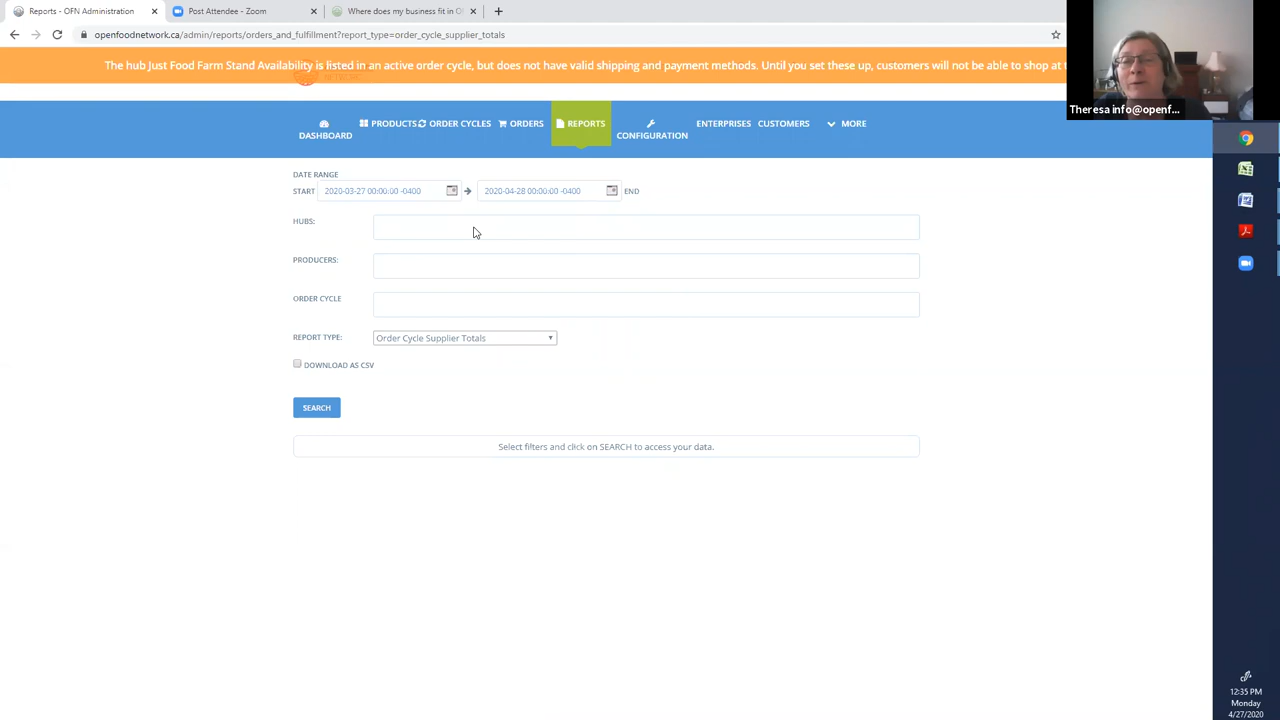 Reports - OFN Administration
Post Attendee - Zoom
Where does my business fit in O
openfoodnetwork.ca/admin/reports/orders_and_fulfillment?report_type=order_cycle_supplier_totals
The hub Just Food Farm Stand Availability is listed in an active order cycle, but does not have valid shipping and payment methods. Until you set these up, customers will not be able to shop at t
Theresa info@openf...
DASHBOARD
PRODUCTS
ORDER CYCLES
ORDERS
REPORTS
CONFIGURATION
ENTERPRISES
CUSTOMERS
MORE
DATE RANGE
START 2020-03-27 00:00:00 -0400 2020-04-28 00:00:00 -0400 END
HUBS:
PRODUCERS:
ORDER CYCLE
REPORT TYPE: Order Cycle Supplier Totals
DOWNLOAD AS CSV
SEARCH
Select filters and click on SEARCH to access your data.
12:35 PM
Monday
4/27/2020